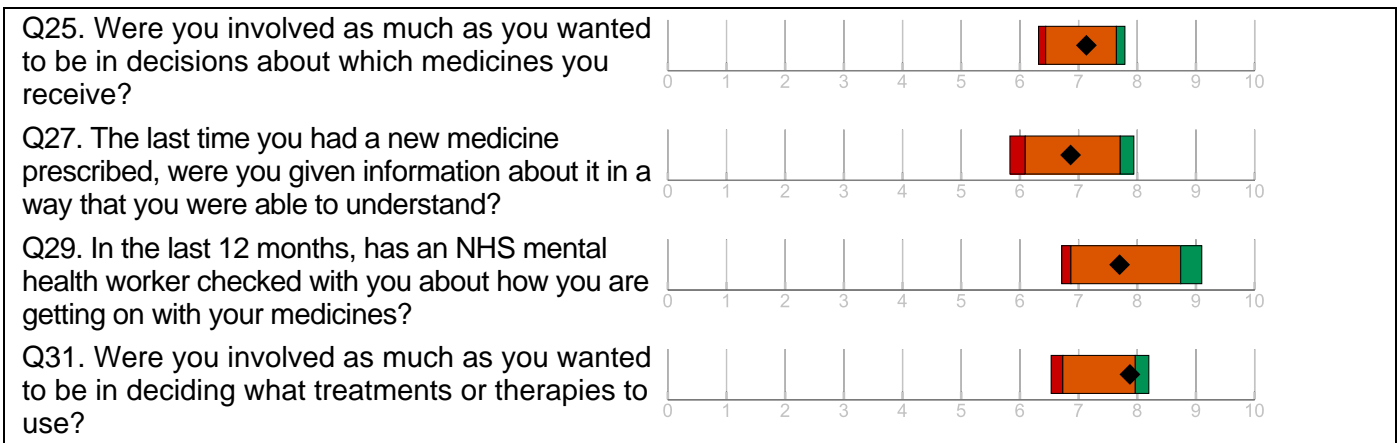 Q25. Were you involved as much as you wanted
to be in decisions about which medicines you
receive?
0 1 2 3 4 5 6 7 8 9 10
Q27. The last time you had a new medicine
prescribed, were you given information about it in a
way that you were able to understand?
0 1 2 3 4 5 6 7 8 9 10
Q29. In the last 12 months, has an NHS mental
health worker checked with you about how you are
getting on with your medicines?
0 1 2 3 4 5 6 7 8 9 10
Q31. Were you involved as much as you wanted
to be in deciding what treatments or therapies to
use?
0 1 2 3 4 5 6 7 8 9 10